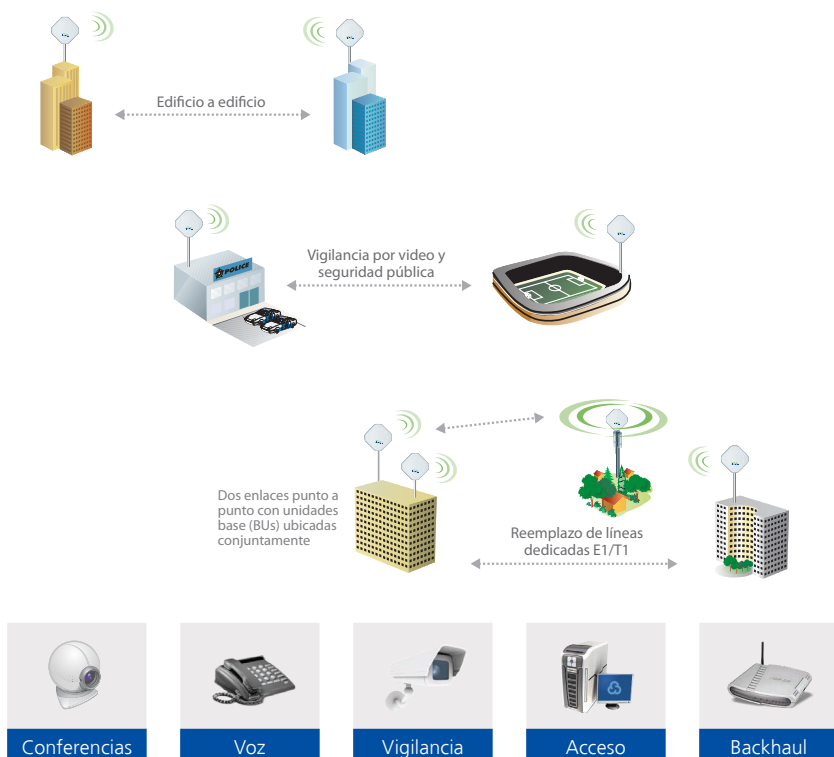 Edificio a edificio
POLICE
Vigilancia por video y
seguridad pública
Dos enlaces punto a
punto con unidades
base (BUs) ubicadas
conjuntamente
Reemplazo de líneas
dedicadas E1/T1
Conferencias
Voz
Vigilancia
Acceso
Backhaul